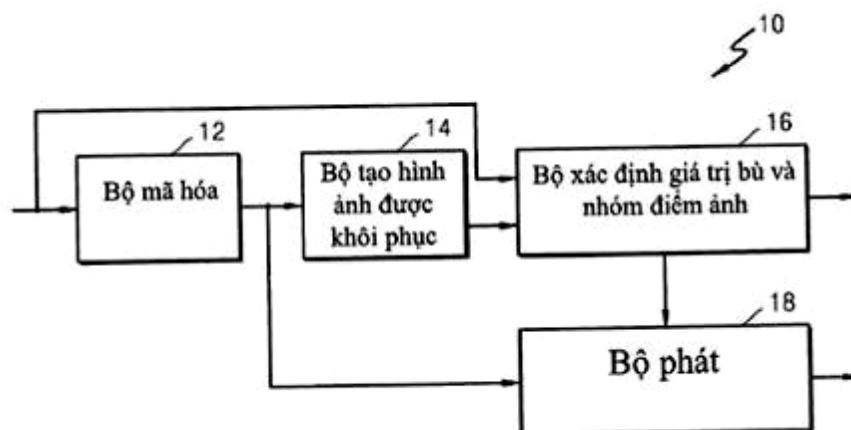 10
12
Bộ mã hóa
14
Bộ tạo hình
ảnh được
khôi phục
16
Bộ xác định giá trị bù và
nhóm điểm ảnh
18
Bộ phát